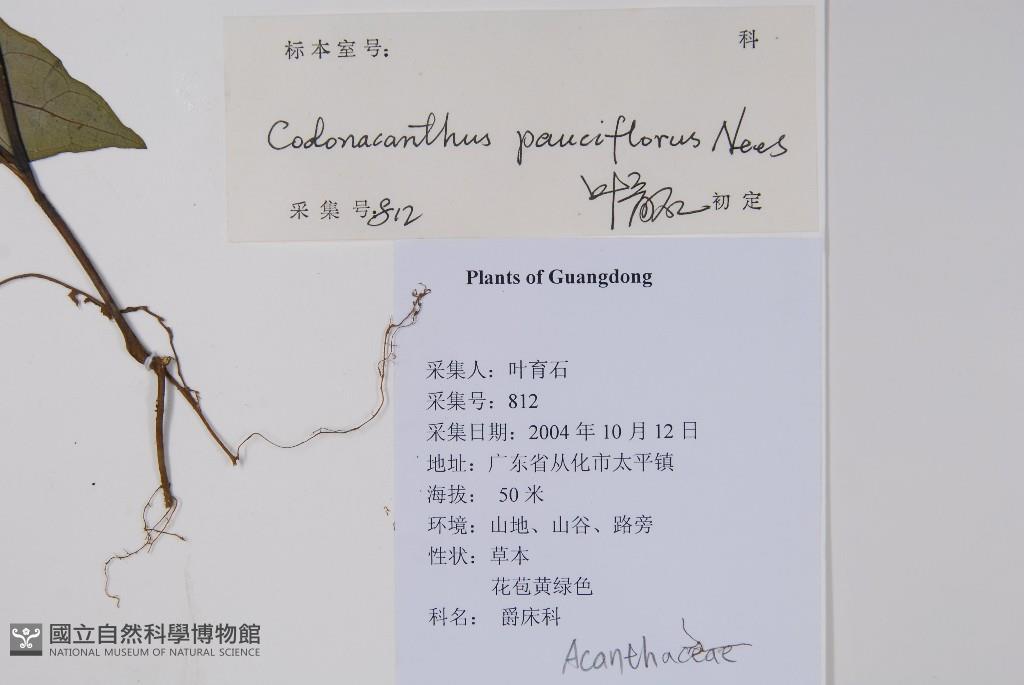 标本室号： 科
Codonacanthus pauciflorus Nees
采集号：812 叶育石 初定
Plants of Guangdong
采集人：叶育石
采集号：812
采集日期：2004 年 10 月 12 日
地址：广东省从化市太平镇
海拔： 50 米
环境：山地、山谷、路旁
性状：草本
花苞黄绿色
科名： 爵床科
Acanthaceae
國立自然科學博物館
NATIONAL MUSEUM OF NATURAL SCIENCE